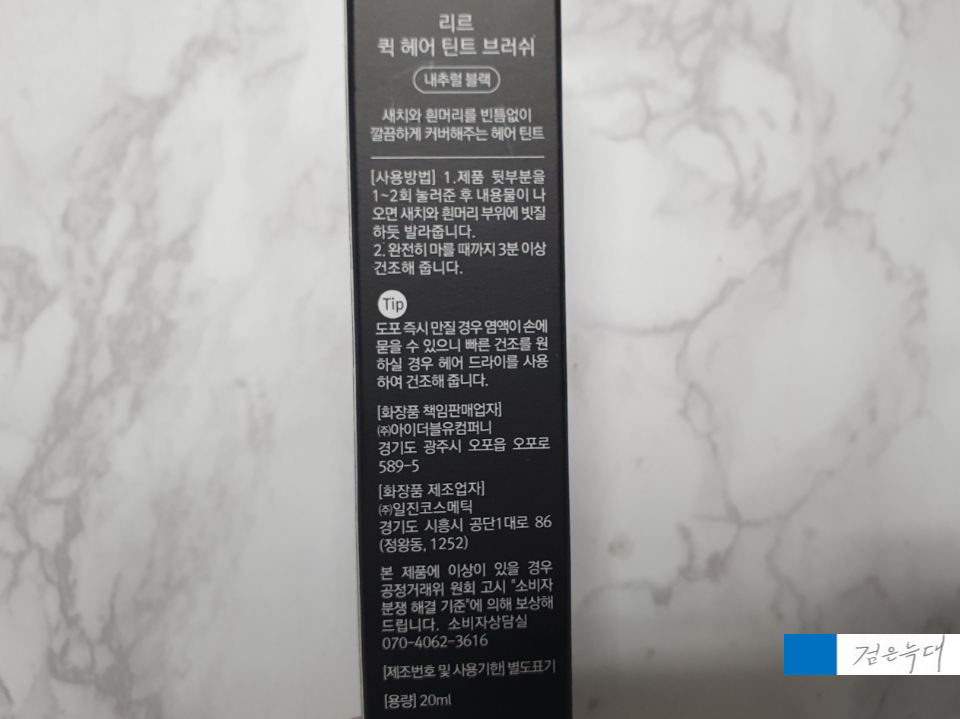 리르
퀵 헤어 틴트 브러쉬
내추럴 블랙
새치와 흰머리를 빈틈없이
깔끔하게 커버해주는 헤어 틴트
[사용방법] 1.제품 뒷부분을
1~2회 눌러준 후 내용물이 나
오면 새치와 흰머리 부위에 빗질
하듯 발라줍니다.
2. 완전히 마를 때까지 3분 이상
건조해 줍니다.
Tip
도포 즉시 만질 경우 염액이 손에
묻을 수 있으니 빠른 건조를 원
하실 경우 헤어 드라이를 사용
하여 건조해 줍니다.
[화장품 책임판매업자]
㈜아이더블유컴퍼니
경기도 광주시 오포읍 오포로
589-5
[화장품 제조업자]
㈜일진코스메틱
경기도 시흥시 공단1대로 86
(정왕동, 1252)
본 제품에 이상이 있을 경우
공정거래위 원회 고시 "소비자
분쟁 해결 기준"에 의해 보상해
드립니다. 소비자상담실
070-4062-3616
[제조번호 및 사용기한] 별도표기
[용량] 20ml
검은늑대